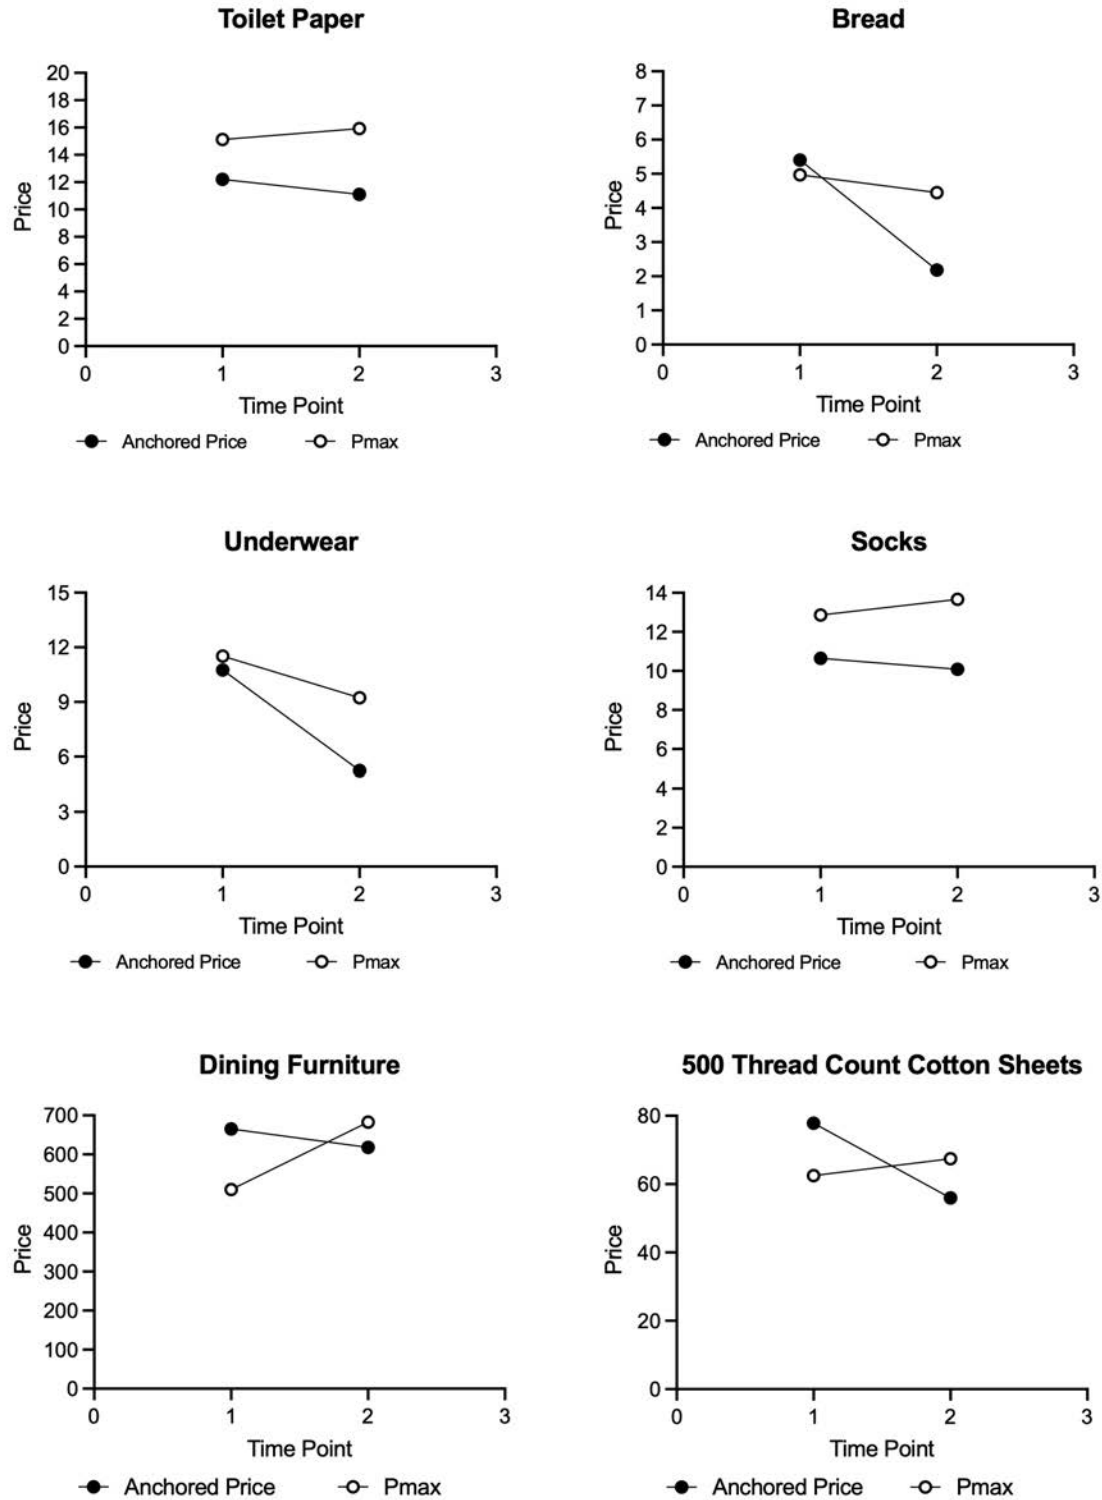 Toilet Paper
20
18
16
14
12
10
8
6
4
2
0
Price
0 1 2 3
Time Point
Anchored Price Pmax
Bread
8
7
6
5
4
3
2
1
0
Price
0 1 2 3
Time Point
Anchored Price Pmax
Underwear
15
12
9
6
3
0
Price
0 1 2 3
Time Point
Anchored Price Pmax
Socks
14
12
10
8
6
4
2
0
Price
0 1 2 3
Time Point
Anchored Price Pmax
Dining Furniture
700
600
500
400
300
200
100
0
Price
0 1 2 3
Time Point
Anchored Price Pmax
500 Thread Count Cotton Sheets
80
60
40
20
0
Price
0 1 2 3
Time Point
Anchored Price Pmax